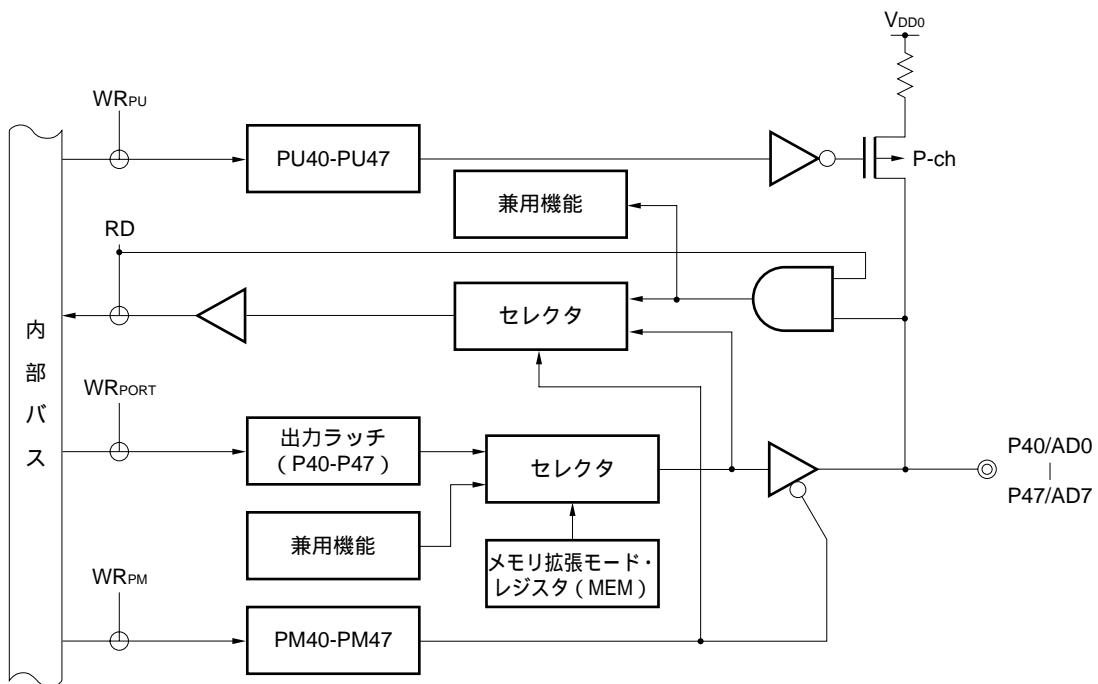 VDD0
WRPU
PU40-PU47
P-ch
兼用機能
RD
セレクタ
内部バス
WRPORT
出力ラッチ
(P40-P47)
セレクタ
P40/AD0
|
P47/AD7
兼用機能
メモリ拡張モード・
レジスタ(MEM)
WRPM
PM40-PM47